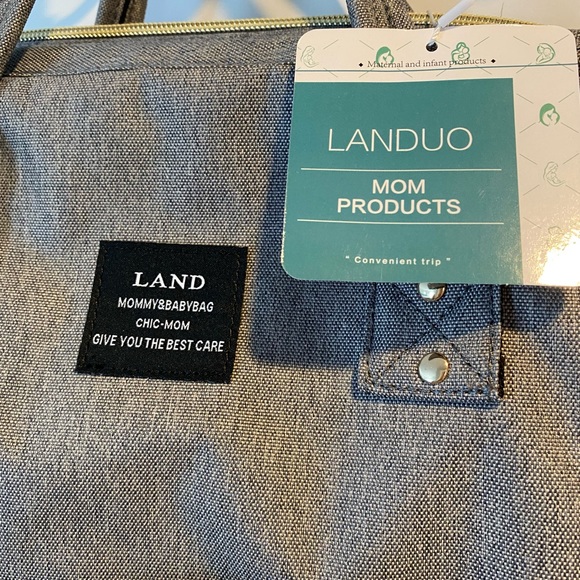 Maternal and infant products
LANDUO
MOM
PRODUCTS
" Convenient trip "
LAND
MOMMY&BABYBAG
CHIC-MOM
GIVE YOU THE BEST CARE